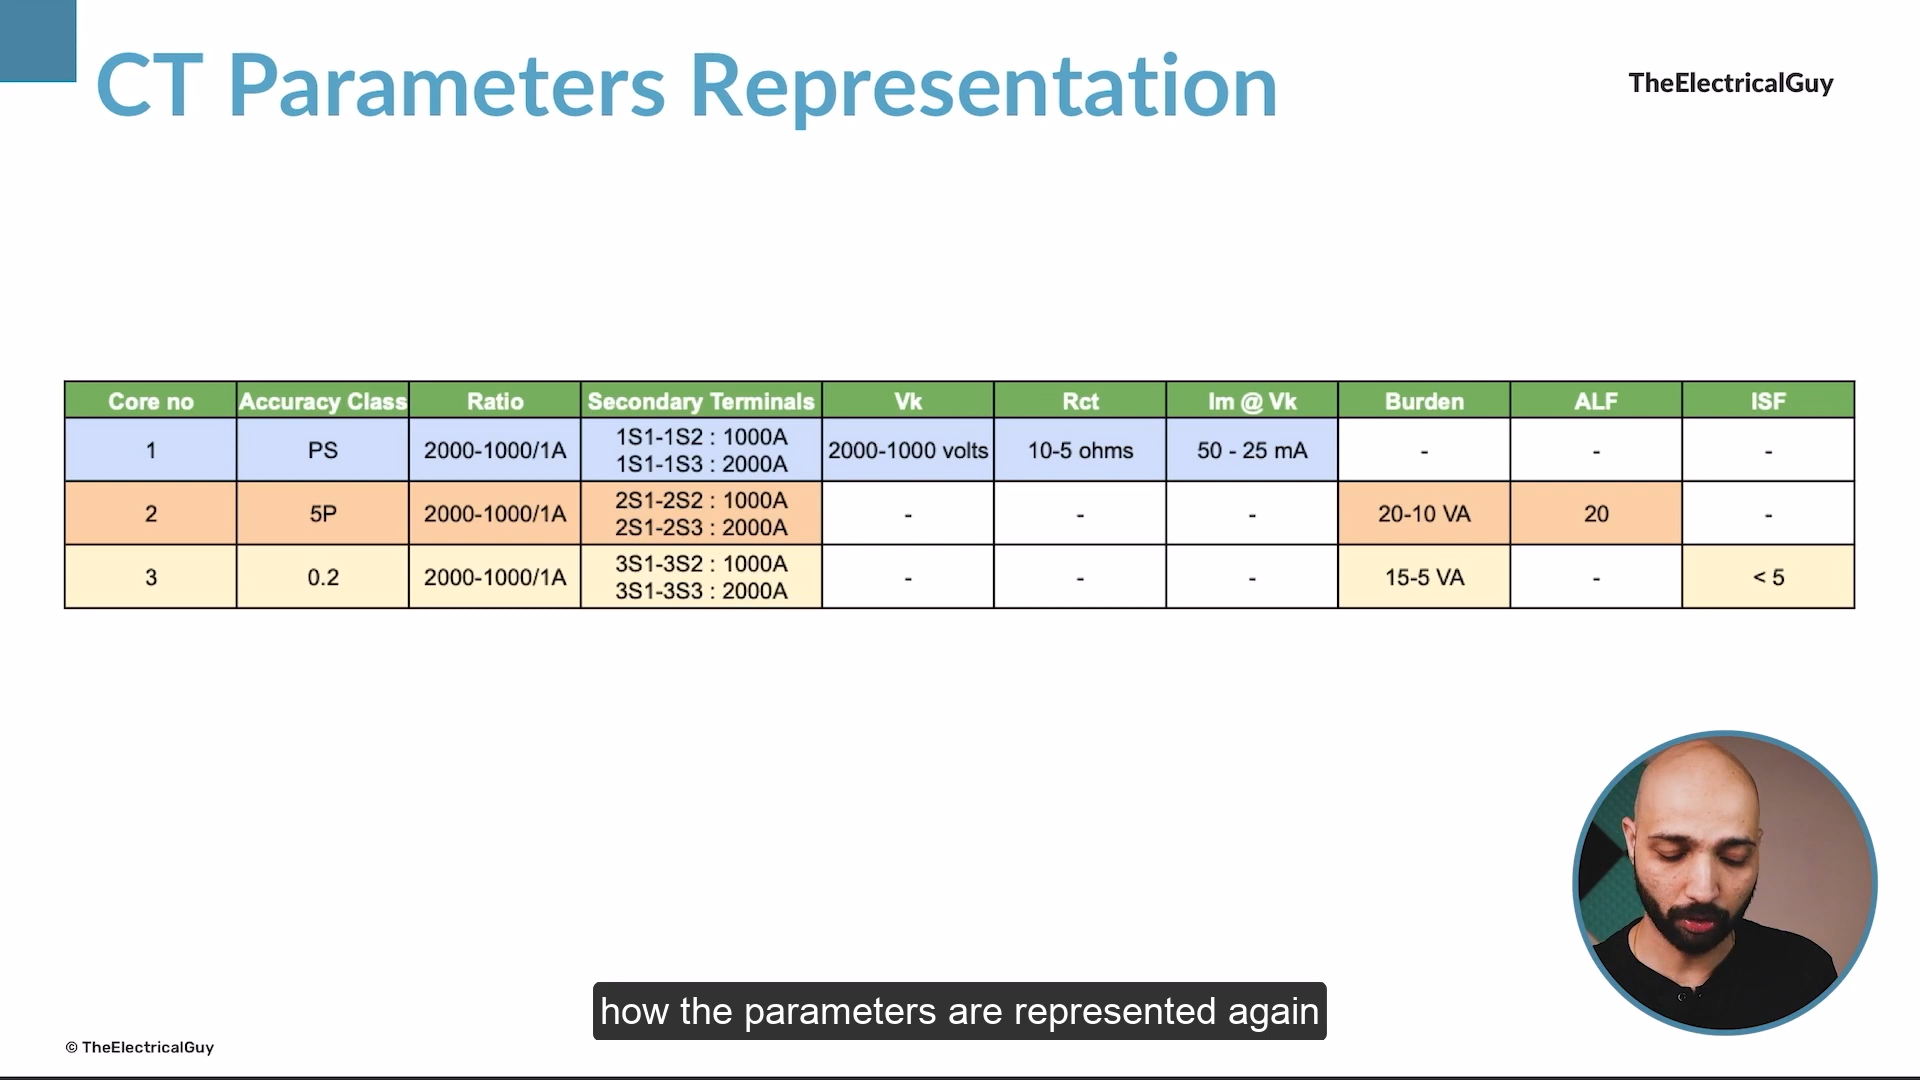 CT Parameters Representation
TheElectricalGuy
Core no Accuracy Class Ratio Secondary Terminals Vk Rct Im @ Vk Burden ALF ISF
1 PS 2000-1000/1A 1S1-1S2 : 1000A 2000-1000 volts 10-5 ohms 50 - 25 mA - - -
1S1-1S3 : 2000A
2 5P 2000-1000/1A 2S1-2S2 : 1000A - - - 20-10 VA 20 -
2S1-2S3 : 2000A
3 0.2 2000-1000/1A 3S1-3S2 : 1000A - - - 15-5 VA - < 5
3S1-3S3 : 2000A
how the parameters are represented again
© TheElectricalGuy